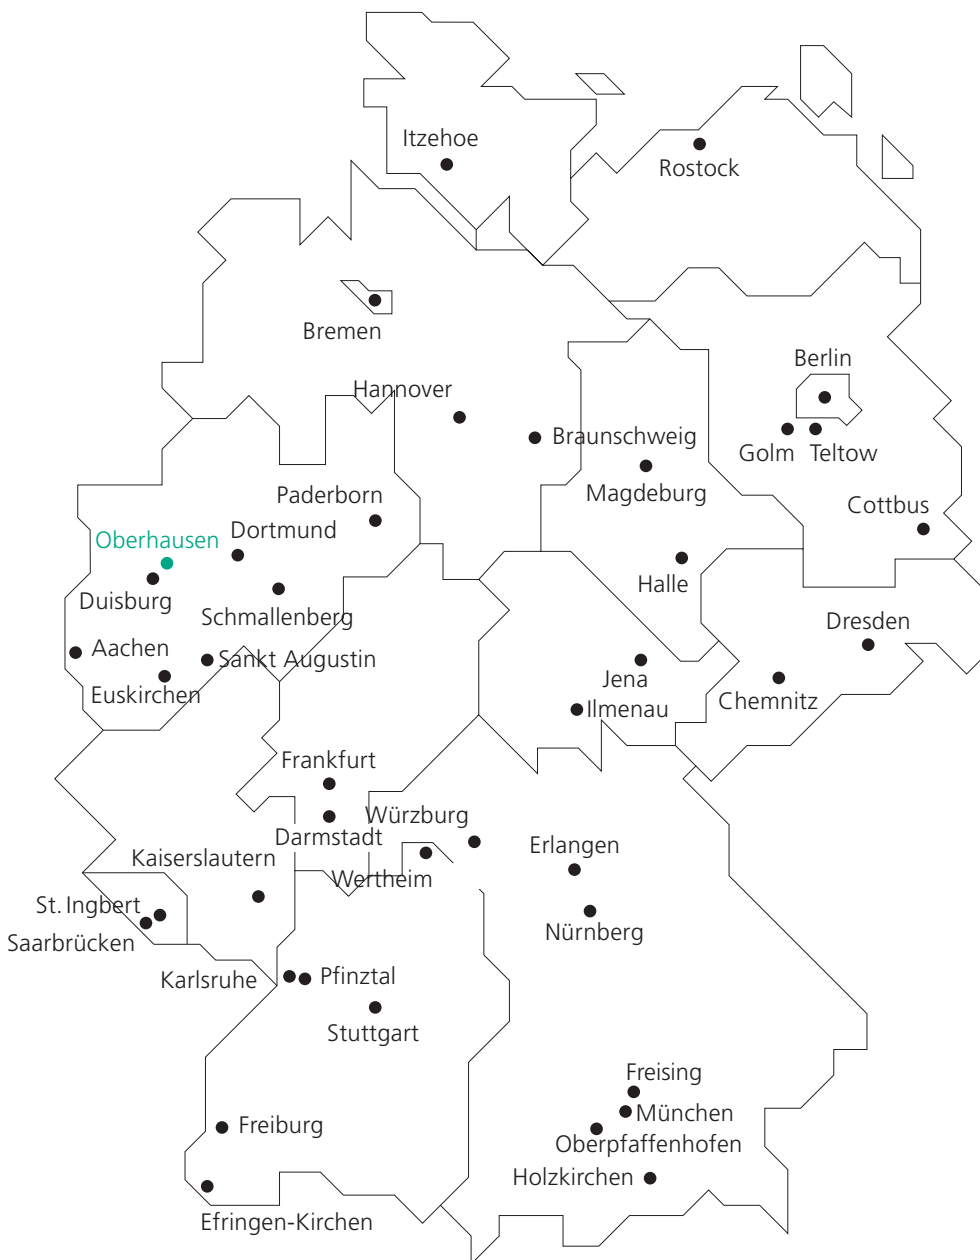 Itzehoe
Rostock
Bremen
Berlin
Hannover
Braunschweig
Golm
Teltow
Magdeburg
Paderborn
Cottbus
Dortmund
Oberhausen
Halle
Duisburg
Schmallenberg
Dresden
Aachen
Sankt Augustin
Jena
Euskirchen
Chemnitz
Ilmenau
Frankfurt
Würzburg
Darmstadt
Erlangen
Kaiserslautern
Wertheim
St. Ingbert
Nürnberg
Saarbrücken
Karlsruhe
Pfinztal
Stuttgart
Freising
München
Freiburg
Oberpfaffenhofen
Holzkirchen
Efringen-Kirchen